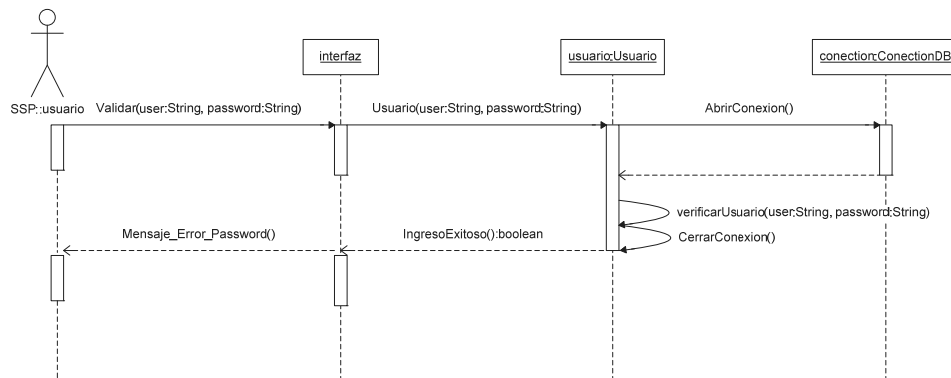 interfaz
usuario:Usuario
conection:ConectionDB
SSP::usuario
Validar(user:String, password:String)
Usuario(user:String, password:String)
AbrirConexion()
verificarUsuario(user:String, password:String)
Mensaje_Error_Password()
IngresoExitoso():boolean
CerrarConexion()